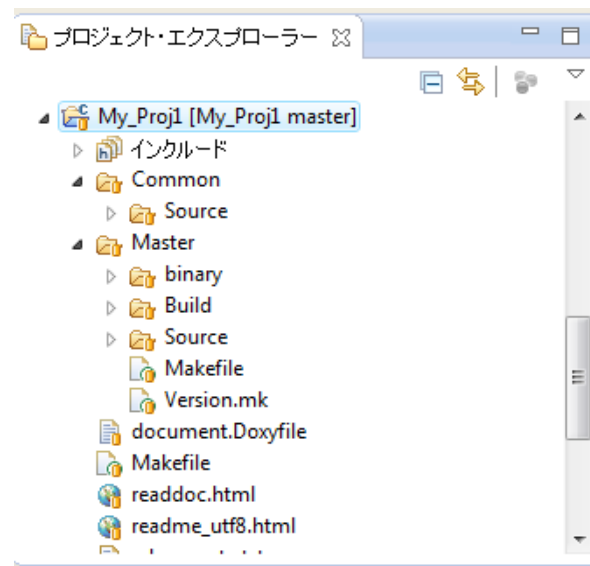 プロジェクト・エクスプローラー
My_Proj1 [My_Proj1 master]
インクルード
Common
Source
Master
binary
Build
Source
Makefile
Version.mk
document.Doxyfile
Makefile
readdoc.html
readme_utf8.html